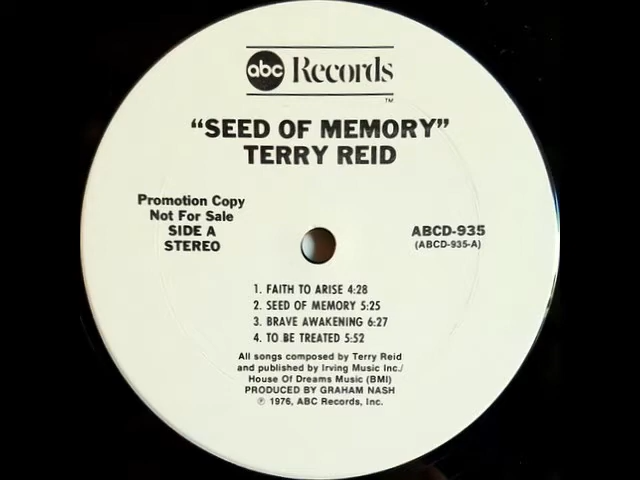 abc Records
TM
“SEED OF MEMORY”
TERRY REID
Promotion Copy
Not For Sale
SIDE A
STEREO
ABCD-935
(ABCD-935-A)
1. FAITH TO ARISE 4:28
2. SEED OF MEMORY 5:25
3. BRAVE AWAKENING 6:27
4. TO BE TREATED 5:52
All songs composed by Terry Reid
and published by Irving Music Inc./
House Of Dreams Music (BMI)
PRODUCED BY GRAHAM NASH
℗ 1976, ABC Records, Inc.